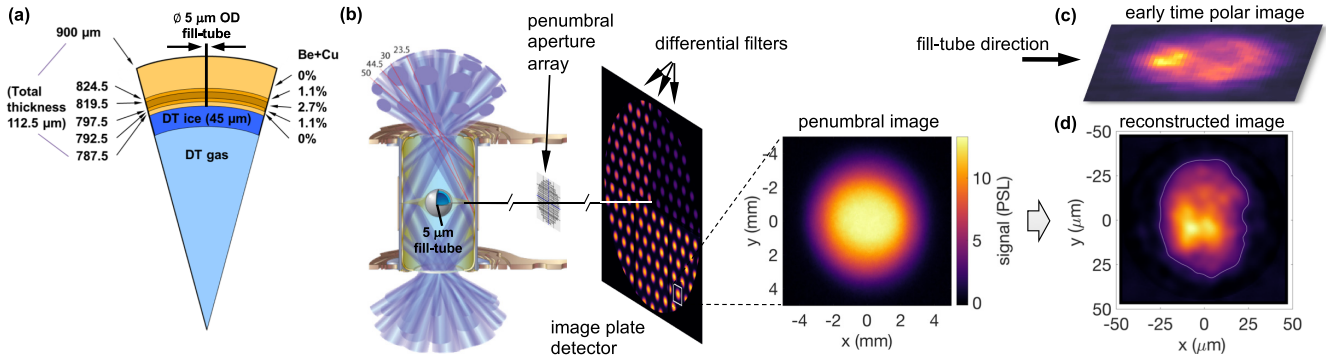 (a)
Ø 5 µm OD
fill-tube
900 µm
Be+Cu
0%
(Total
thickness
112.5 µm)
824.5
819.5
797.5
792.5
787.5
1.1%
2.7%
1.1%
0%
DT ice (45 µm)
DT gas
(b)
23.5
30
44.5
50
penumbral
aperture
array
differential filters
5 µm
fill-tube
image plate
detector
penumbral image
-4
-2
0
2
4
y (mm)
-4 -2 0 2 4
x (mm)
10
5
0
signal (PSL)
(c)
early time polar image
fill-tube direction
(d)
reconstructed image
-50
-25
0
25
50
y (µm)
-50 -25 0 25 50
x (µm)